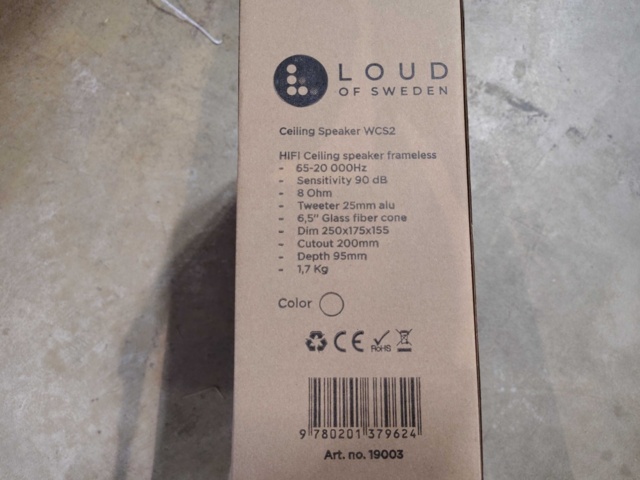 LOUD
OF SWEDEN
Ceiling Speaker WCS2
HIFI Ceiling speaker frameless
- 65-20 000Hz
- Sensitivity 90 dB
- 8 Ohm
- Tweeter 25mm alu
- 6,5" Glass fiber cone
- Dim 250x175x155
- Cutout 200mm
- Depth 95mm
- 1,7 Kg
Color
CE RoHS
9 780201 379624
Art. no. 19003